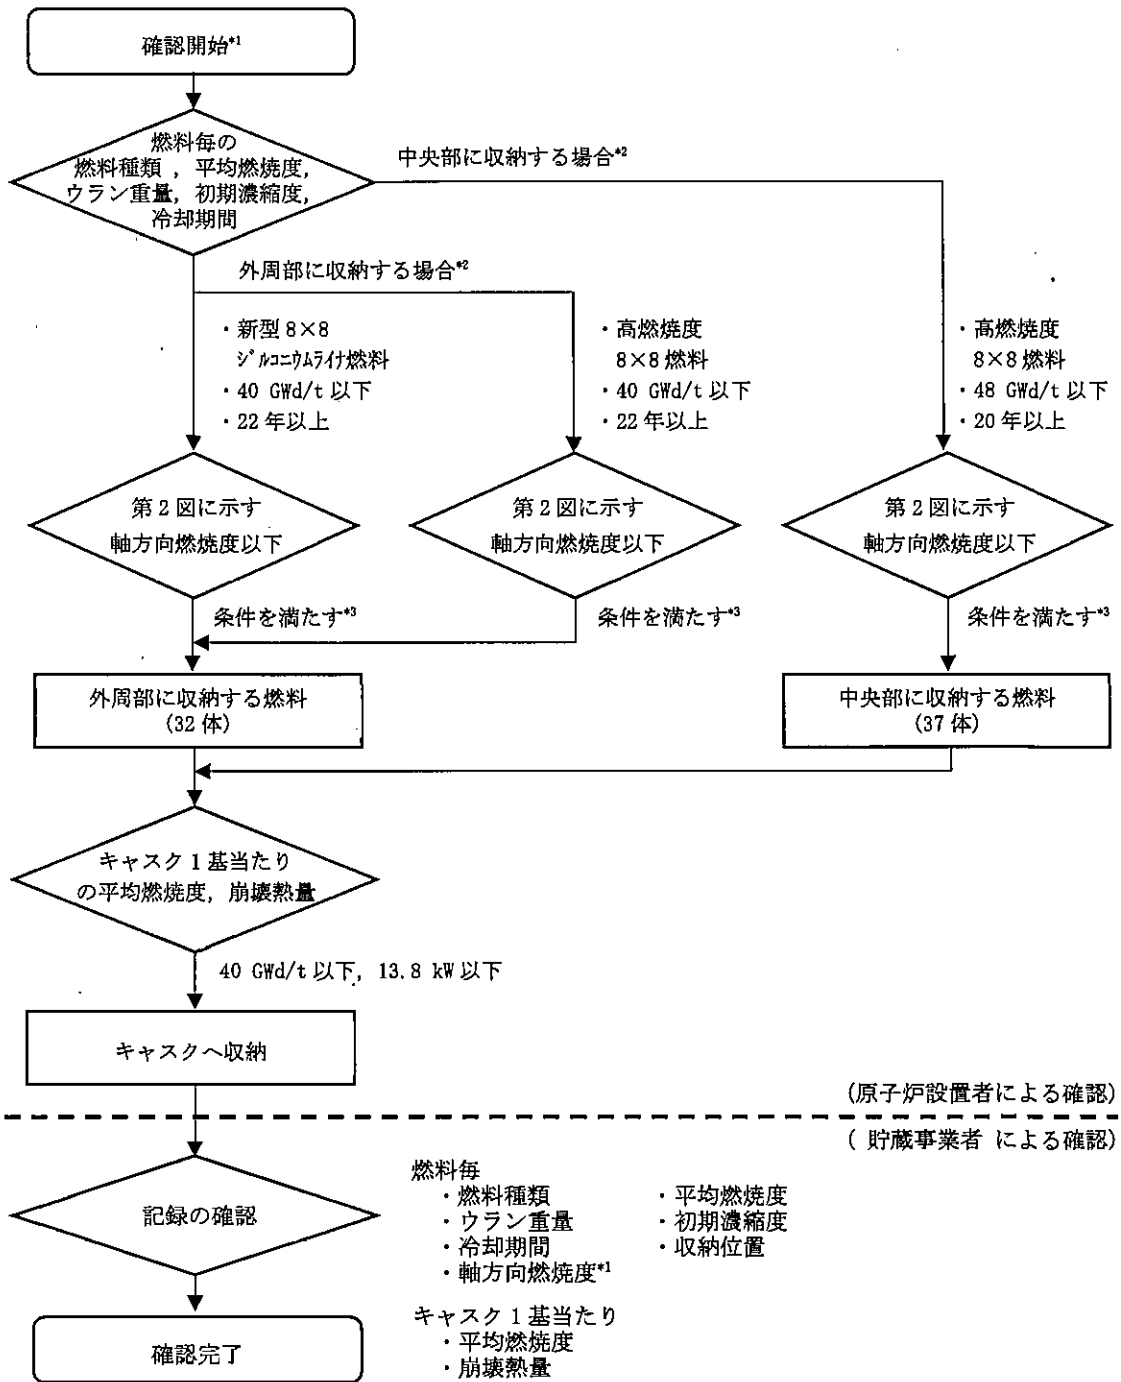 確認開始*1
燃料毎の
燃料種類 , 平均燃焼度,
ウラン重量, 初期濃縮度,
冷却期間
中央部に収納する場合*2
外周部に収納する場合*2
・新型 8×8
ジルコニウムライナ燃料
・40 GWd/t 以下
・22 年以上
・高燃焼度
8×8 燃料
・40 GWd/t 以下
・22 年以上
・高燃焼度
8×8 燃料
・48 GWd/t 以下
・20 年以上
第 2 図に示す
軸方向燃焼度以下
第 2 図に示す
軸方向燃焼度以下
第 2 図に示す
軸方向燃焼度以下
条件を満たす*3
条件を満たす*3
条件を満たす*3
外周部に収納する燃料
(32 体)
中央部に収納する燃料
(37 体)
キャスク 1 基当たり
の平均燃焼度, 崩壊熱量
40 GWd/t 以下, 13.8 kW 以下
キャスクへ収納
(原子炉設置者による確認)
( 貯蔵事業者 による確認)
記録の確認
燃料毎
・燃料種類 ・平均燃焼度
・ウラン重量 ・初期濃縮度
・冷却期間 ・収納位置
・軸方向燃焼度*1
キャスク 1 基当たり
・平均燃焼度
・崩壊熱量
確認完了